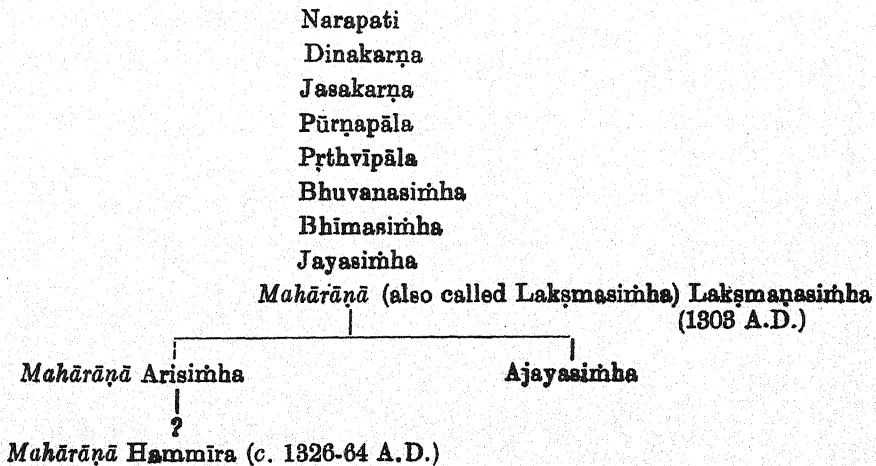 Narapati
Dinakarṇa
Jasakarṇa
Pūrṇapāla
Pṛthvīpāla
Bhuvanasiṁha
Bhīmasiṁha
Jayasiṁha
Mahārāṇā (also called Lakṣmasiṁha) Lakṣmaṇasiṁha
(1303 A.D.)
Mahārāṇā Arisiṁha Ajayasiṁha
?
Mahārāṇā Hammīra (c. 1326-64 A.D.)